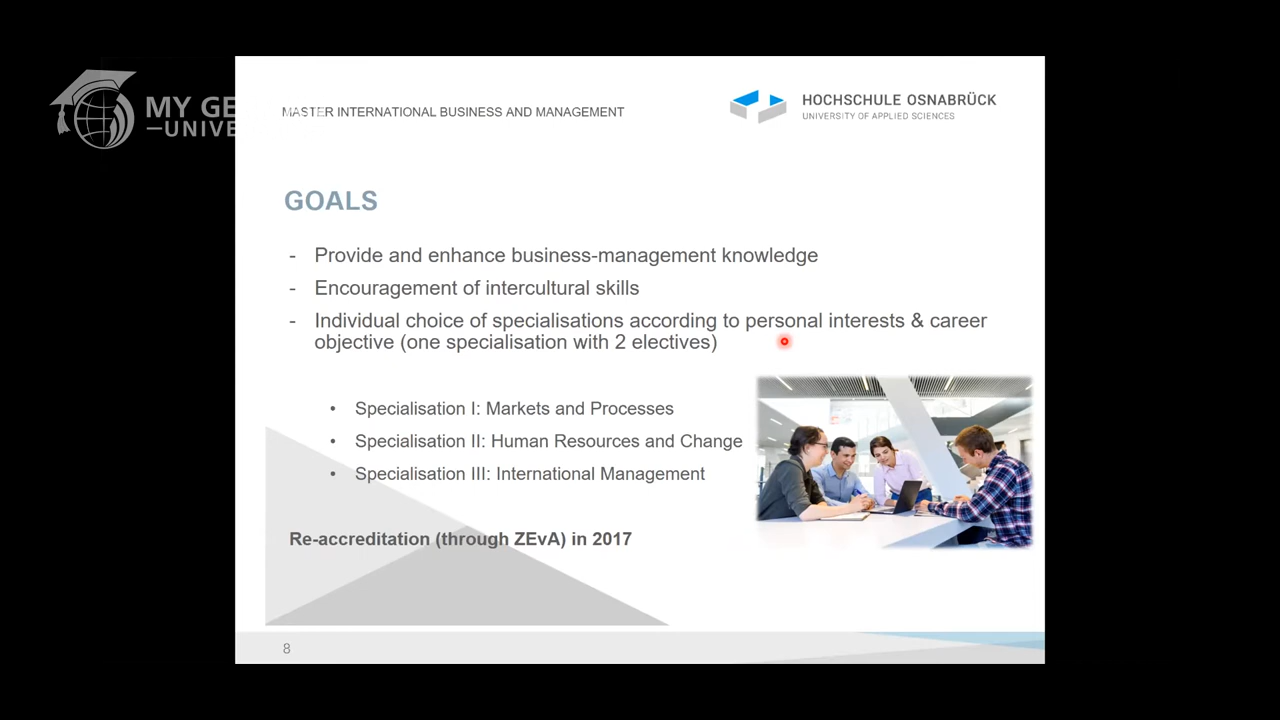 MY GE
UNIVE
MASTER INTERNATIONAL BUSINESS AND MANAGEMENT
HOCHSCHULE OSNABRÜCK
UNIVERSITY OF APPLIED SCIENCES
GOALS
- Provide and enhance business-management knowledge
- Encouragement of intercultural skills
- Individual choice of specialisations according to personal interests & career
objective (one specialisation with 2 electives)
• Specialisation I: Markets and Processes
• Specialisation II: Human Resources and Change
• Specialisation III: International Management
Re-accreditation (through ZEvA) in 2017
8